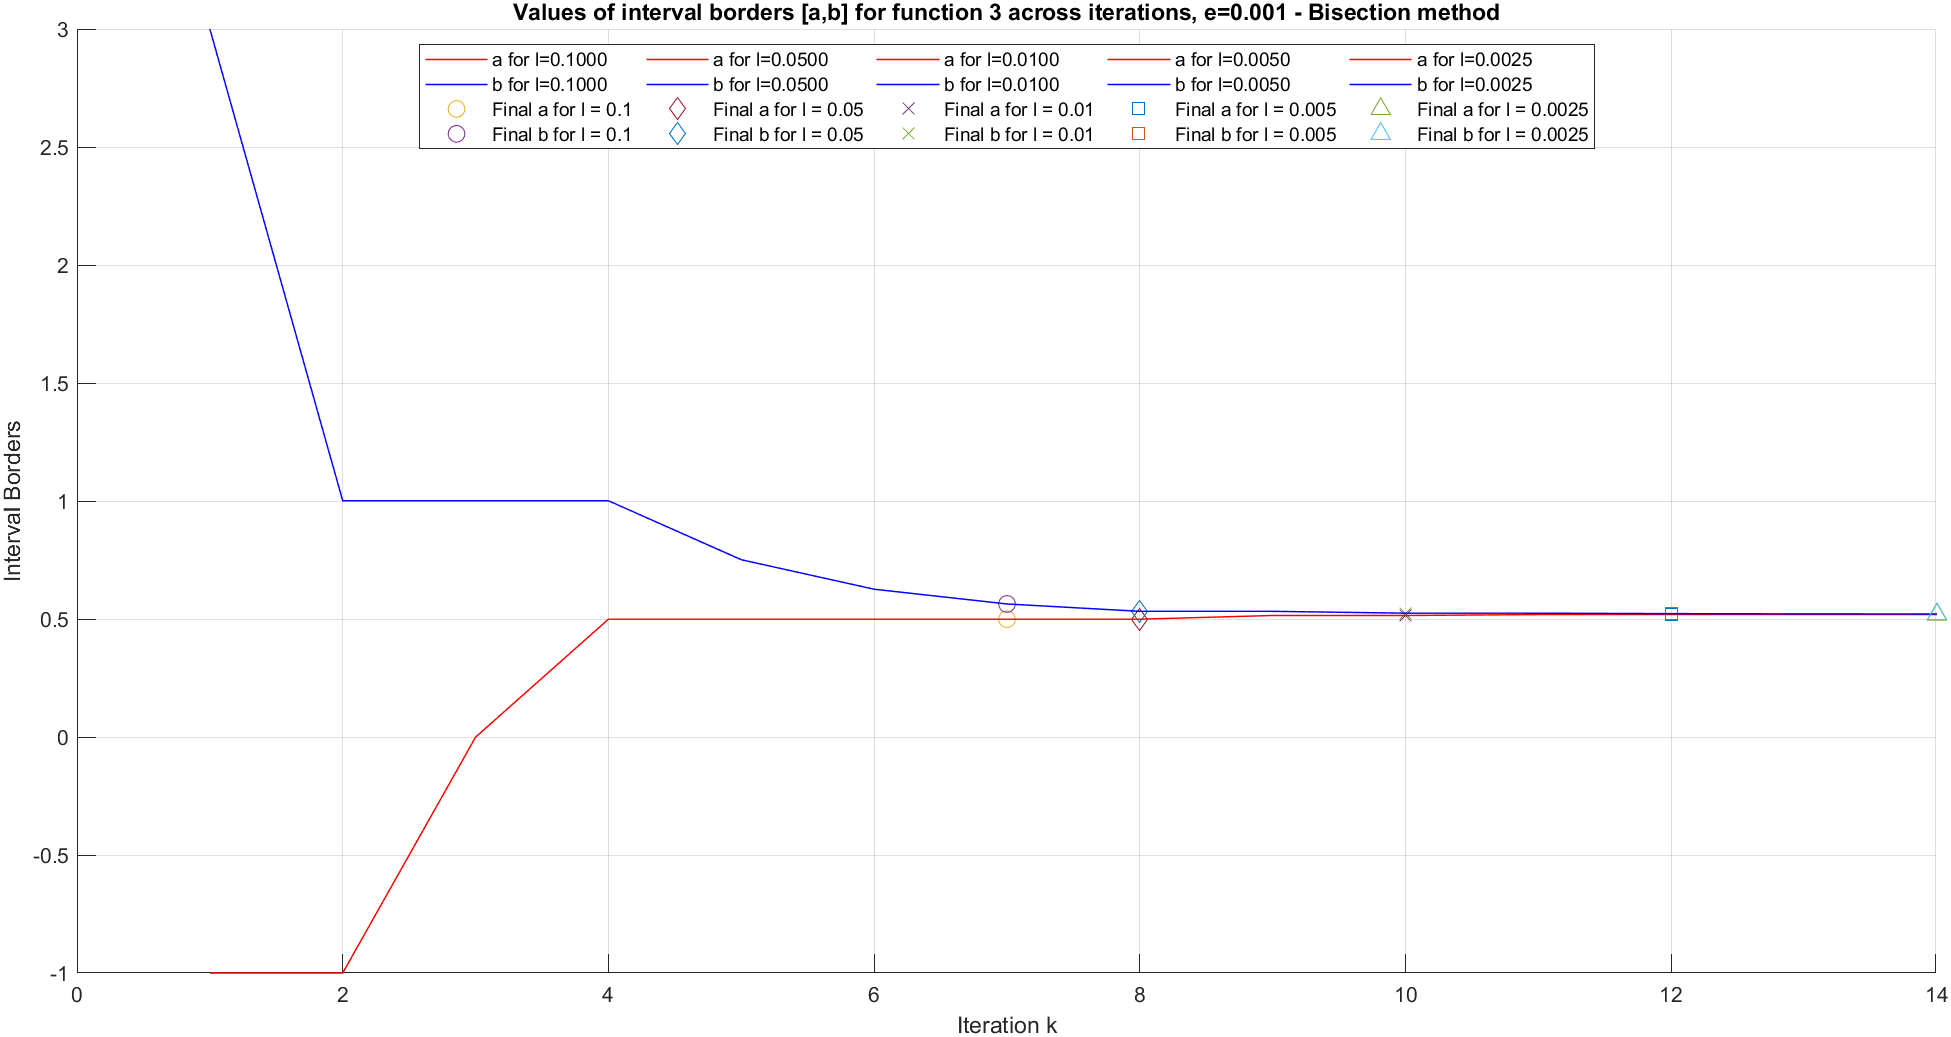 Values of interval borders [a,b] for function 3 across iterations, e=0.001 - Bisection method
a for l=0.1000 a for l=0.0500 a for l=0.0100 a for l=0.0050 a for l=0.0025
b for l=0.1000 b for l=0.0500 b for l=0.0100 b for l=0.0050 b for l=0.0025
Final a for l = 0.1 Final a for l = 0.05 Final a for l = 0.01 Final a for l = 0.005 Final a for l = 0.0025
Final b for l = 0.1 Final b for l = 0.05 Final b for l = 0.01 Final b for l = 0.005 Final b for l = 0.0025
3
2.5
2
1.5
1
0.5
0
-0.5
-1
Interval Borders
0 2 4 6 8 10 12 14
Iteration k